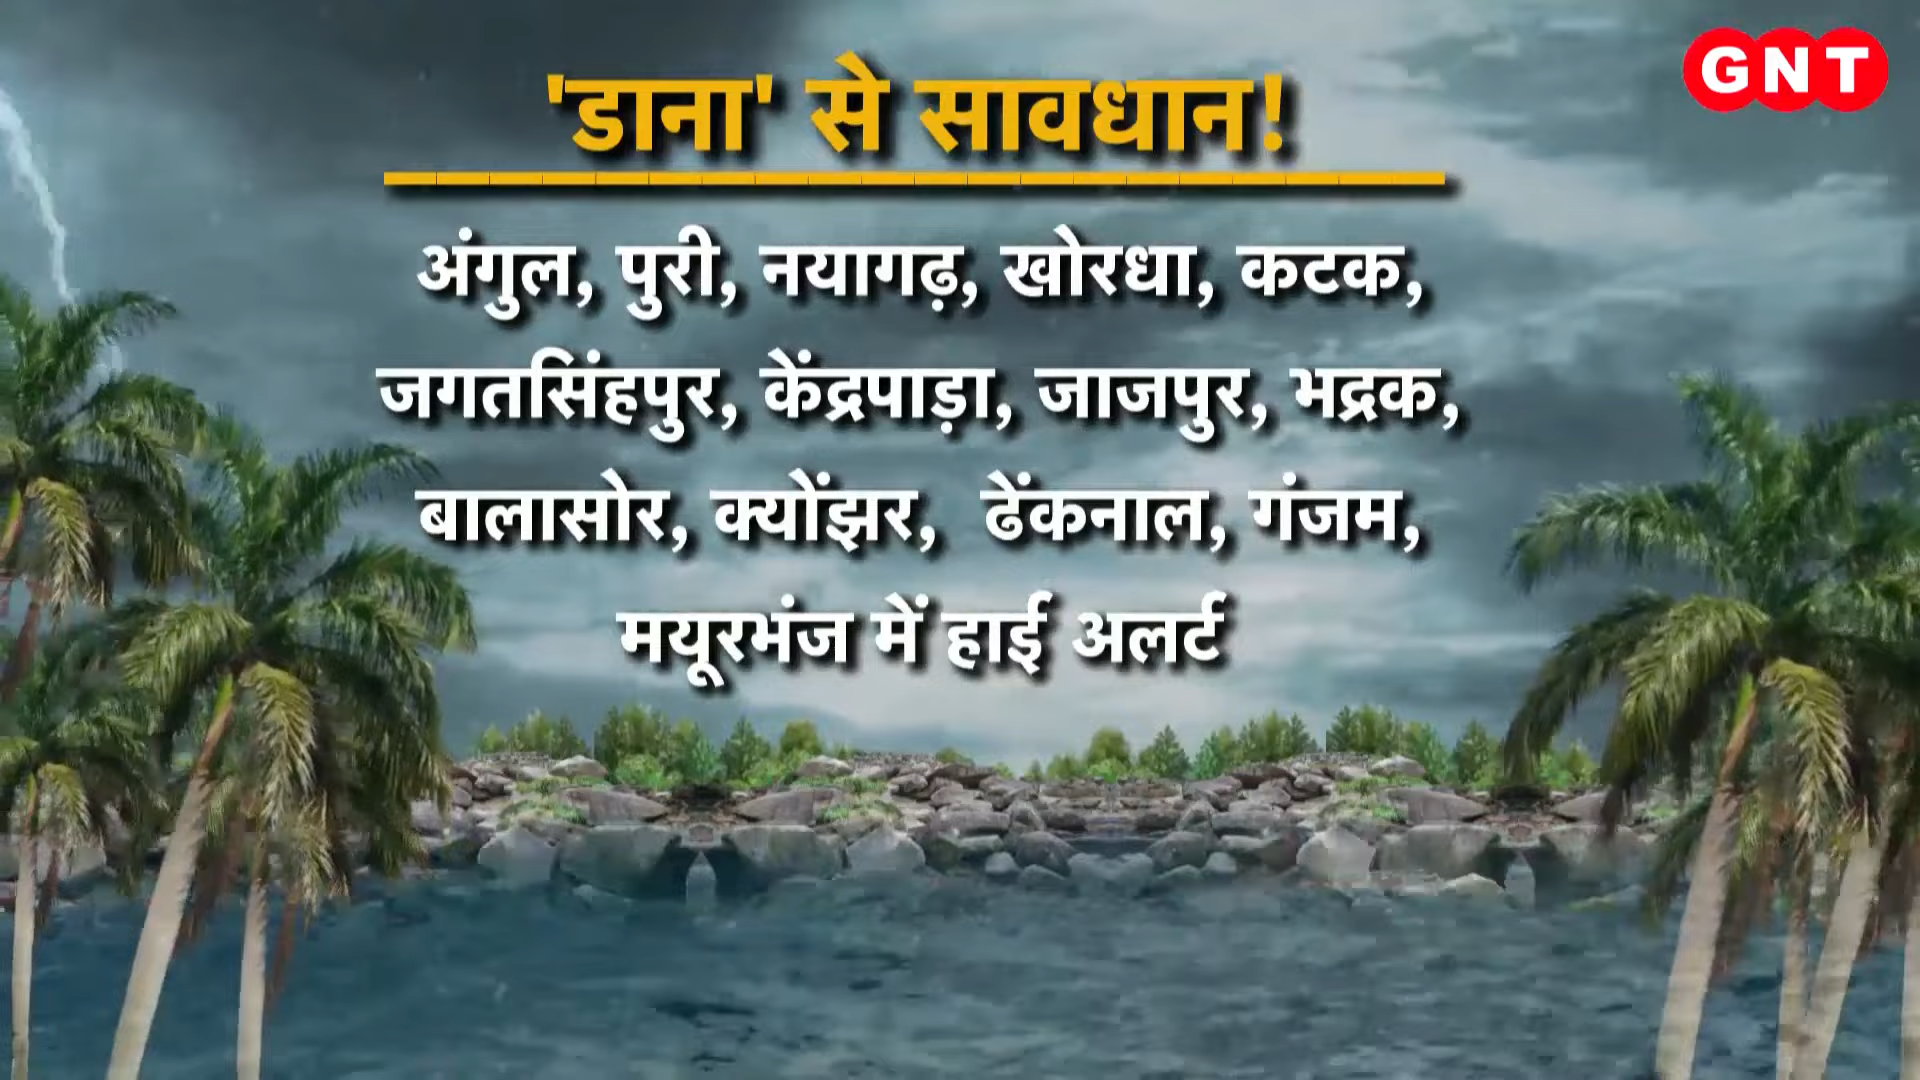 GNT
'डाना' से सावधान!
अंगुल, पुरी, नयागढ़, खोरधा, कटक,
जगतसिंहपुर, केंद्रपाड़ा, जाजपुर, भद्रक,
बालासोर, क्योंझर, ढेंकनाल, गंजम,
मयूरभंज में हाई अलर्ट